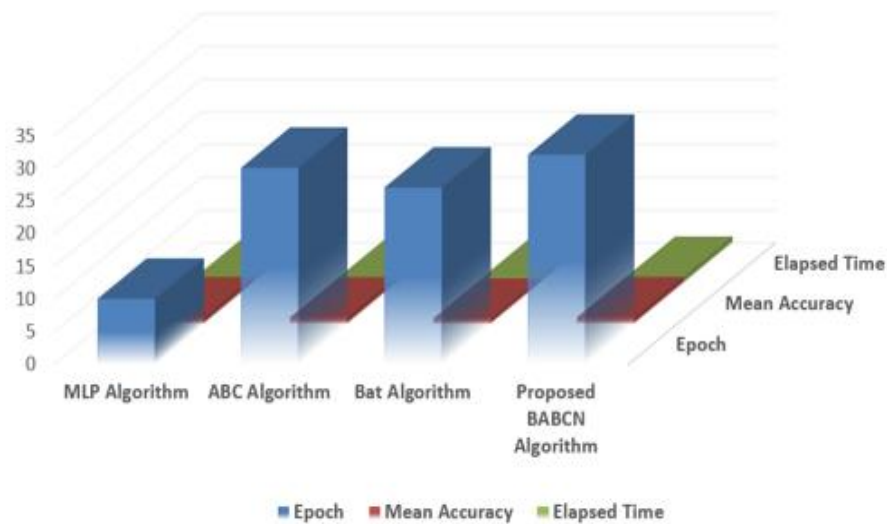 35
30
25
20
15
10
5
0
MLP Algorithm
ABC Algorithm
Bat Algorithm
Proposed
BABCN
Algorithm
Elapsed Time
Mean Accuracy
Epoch
Epoch Mean Accuracy Elapsed Time